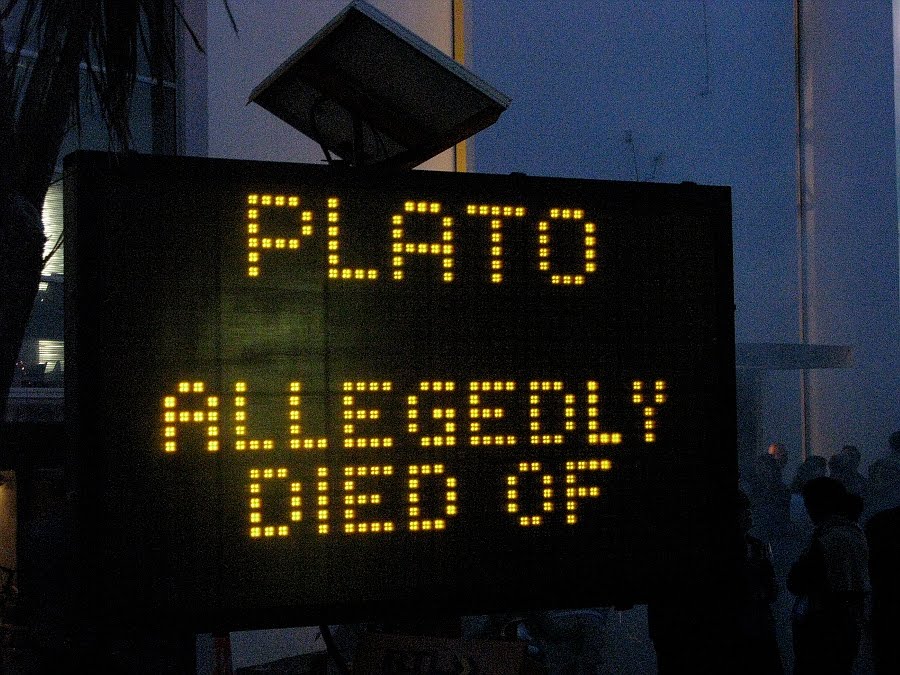 PLATO
ALLEGEDLY
DIED OF